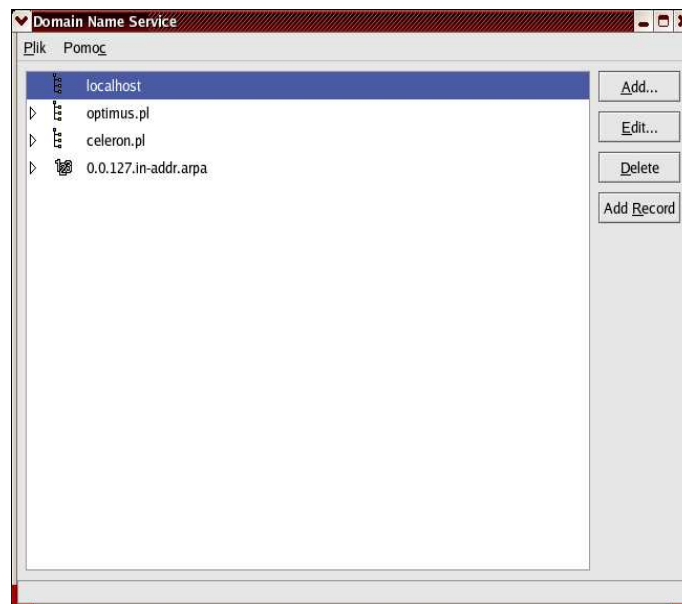 Domain Name Service
Plik Pomoc
localhost
optimus.pl
celeron.pl
0.0.127.in-addr.arpa
Add...
Edit...
Delete
Add Record